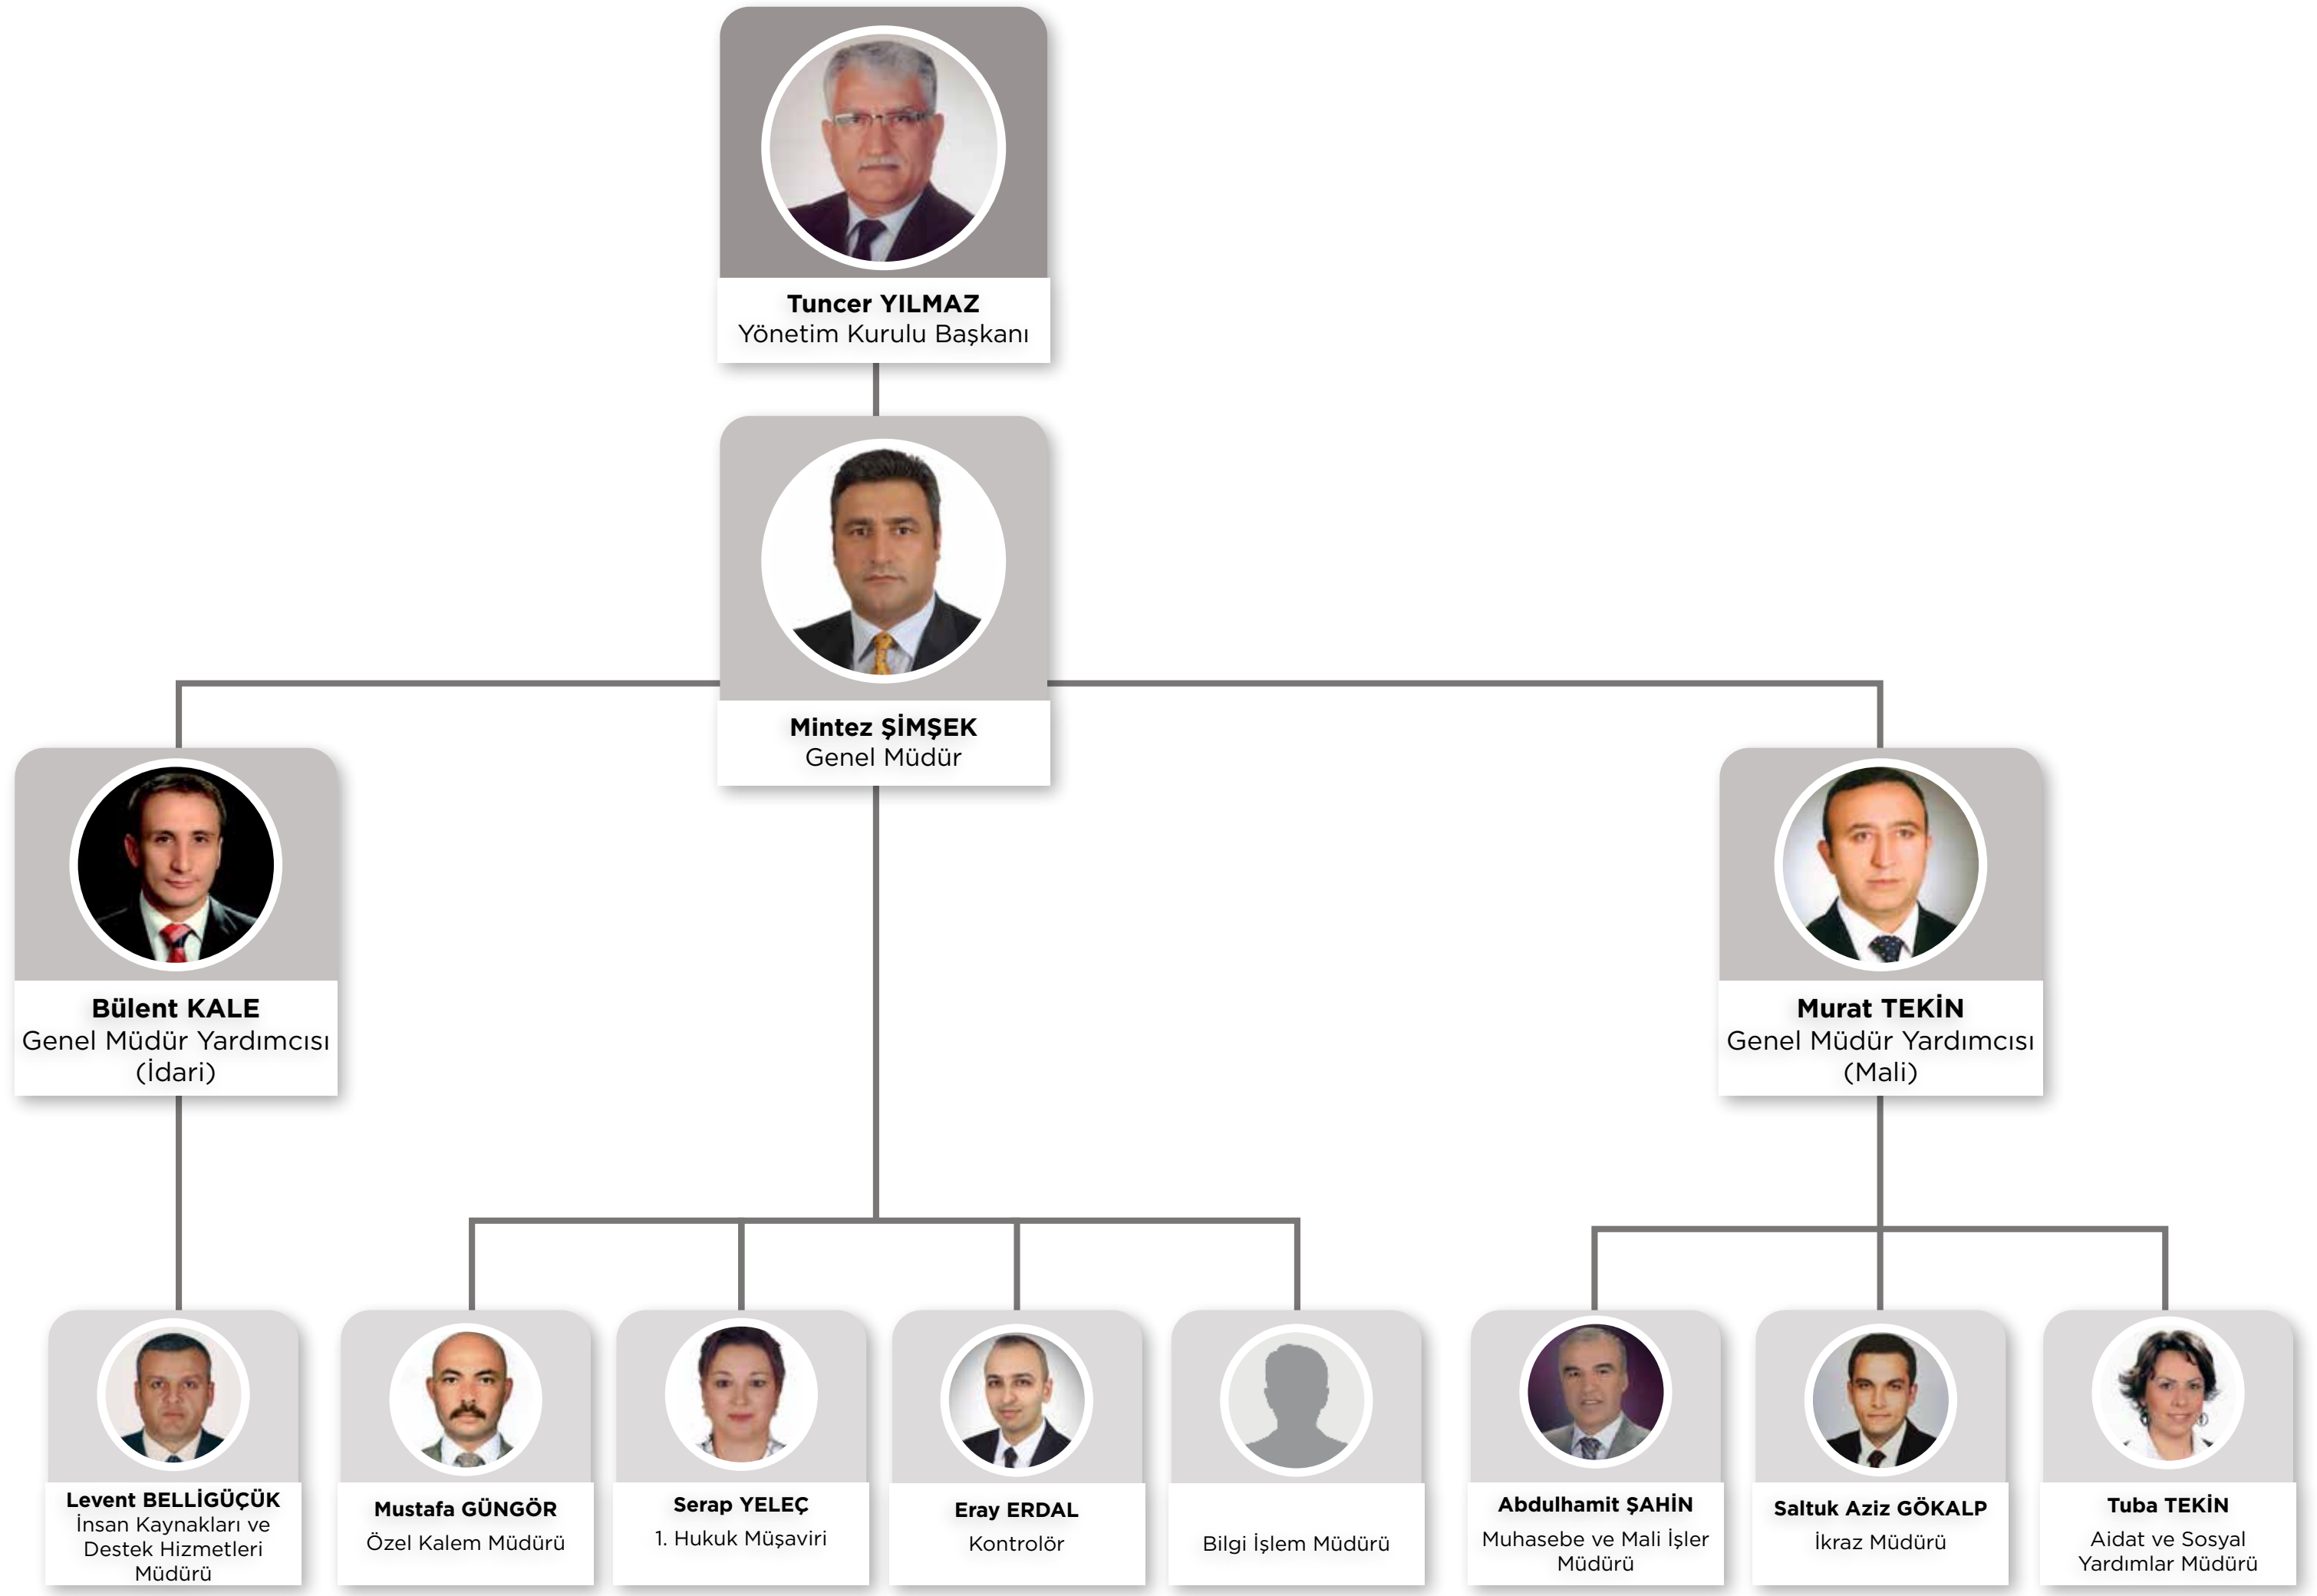 Tuncer YILMAZ
Yönetim Kurulu Başkanı
Mintez ŞİMŞEK
Genel Müdür
Bülent KALE
Genel Müdür Yardımcısı
(İdari)
Murat TEKİN
Genel Müdür Yardımcısı
(Mali)
Levent BELLİGÜÇÜK
İnsan Kaynakları ve
Destek Hizmetleri
Müdürü
Mustafa GÜNGÖR
Özel Kalem Müdürü
Serap YELEÇ
1. Hukuk Müşaviri
Eray ERDAL
Kontrolör
Bilgi İşlem Müdürü
Abdulhamit ŞAHİN
Muhasebe ve Mali İşler
Müdürü
Saltuk Aziz GÖKALP
İkraz Müdürü
Tuba TEKİN
Aidat ve Sosyal
Yardımlar Müdürü